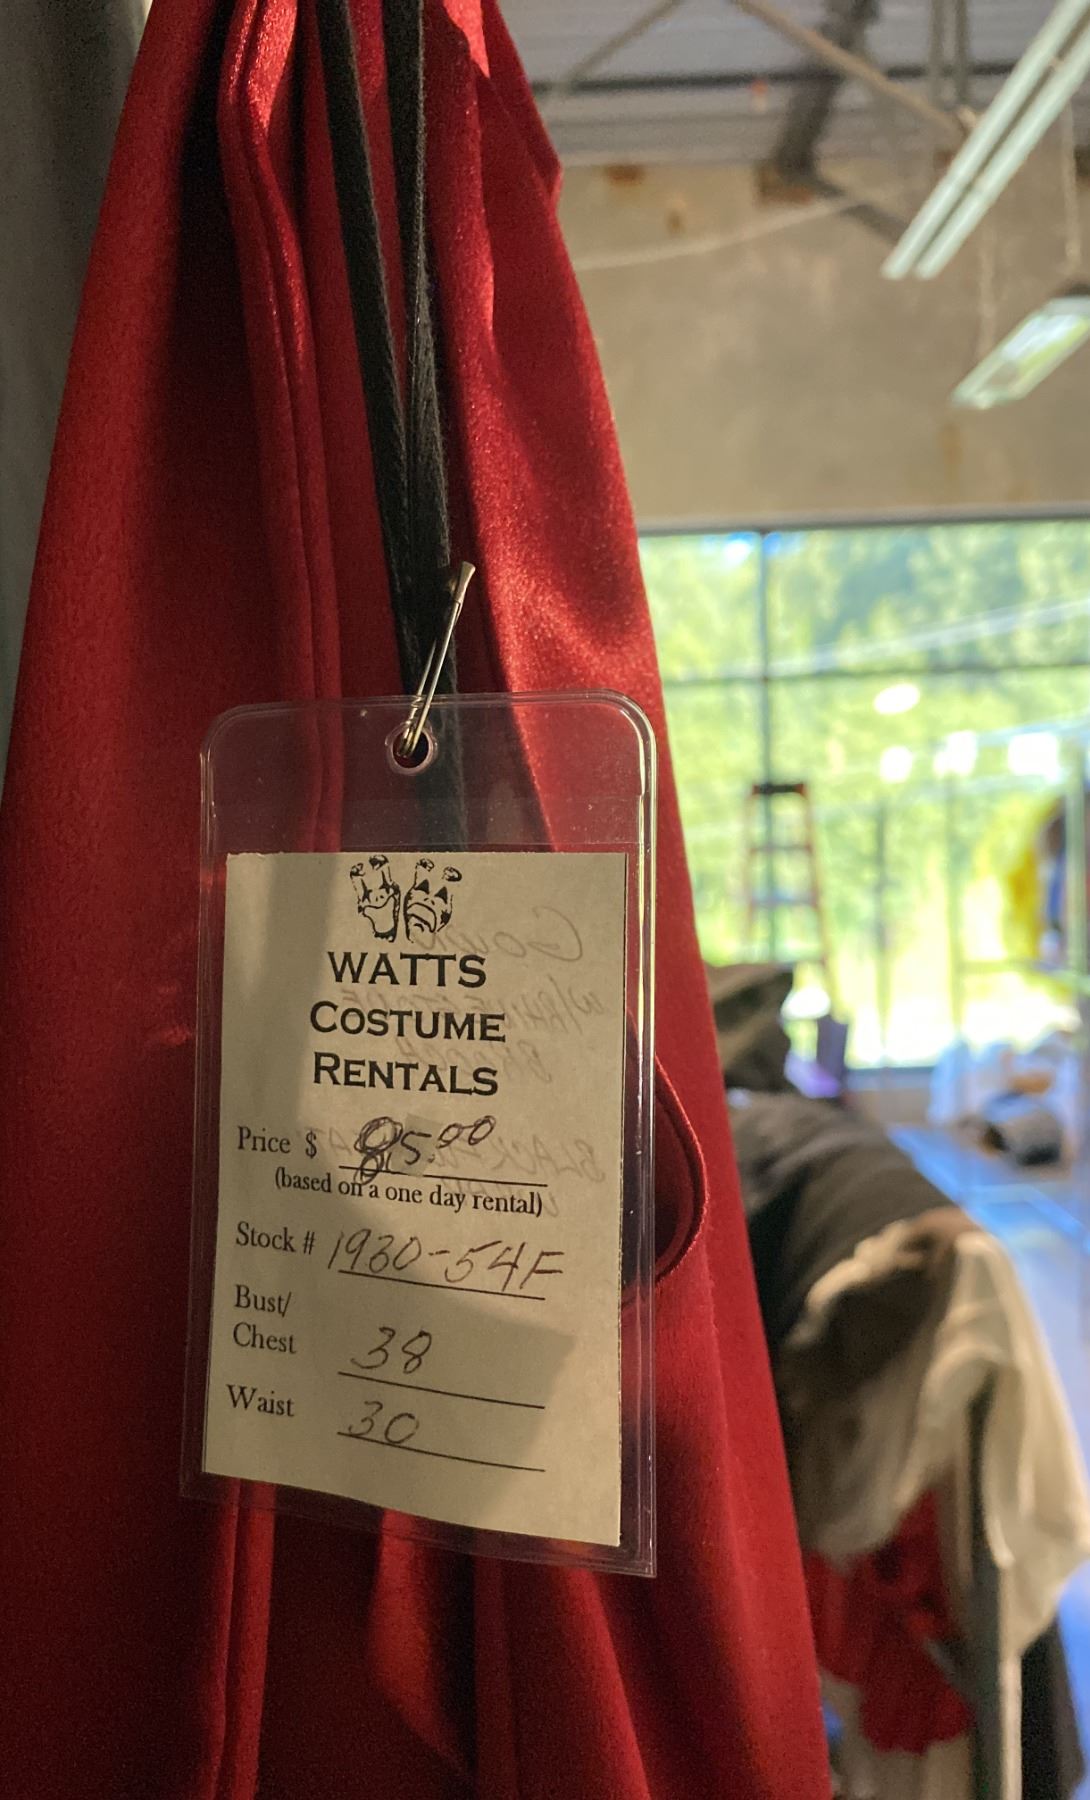 WATTS
COSTUME
RENTALS
Price $ 85.00
(based on a one day rental)
Stock # 1930-54F
Bust/
Chest 38
Waist 30